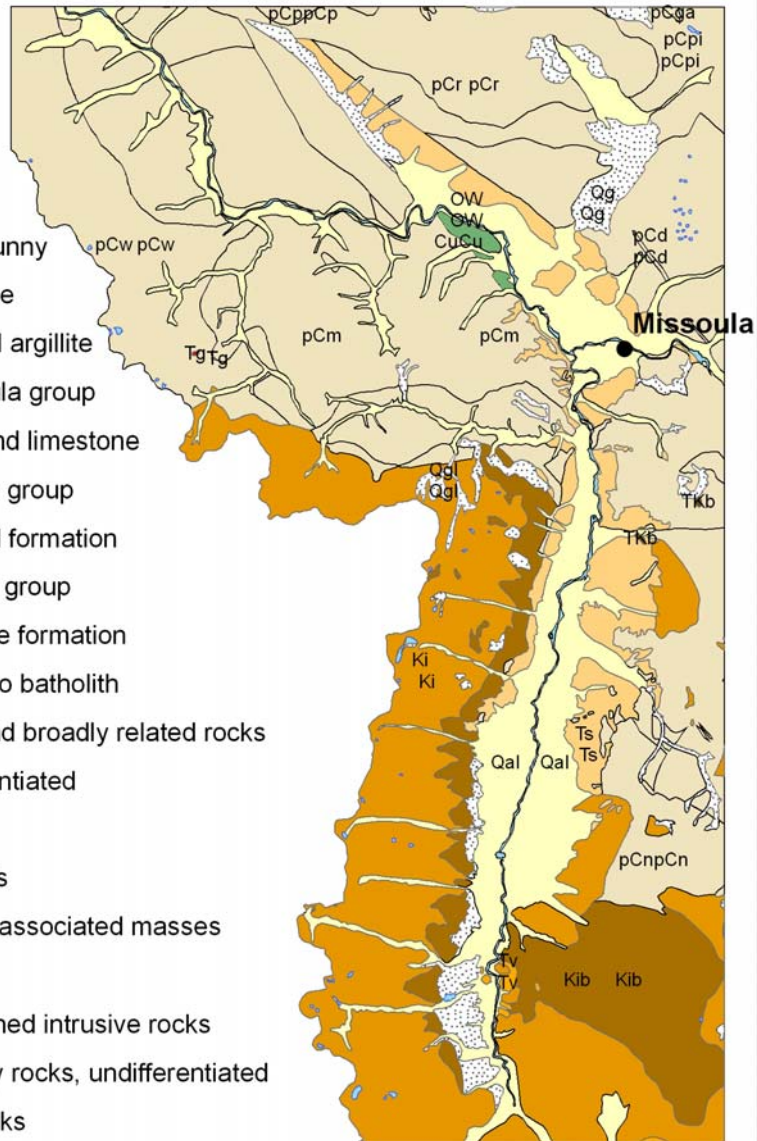 pCppCp
pCga
pCpi
pCpi
pCr pCr
Qg
Qg
OW
OW
pCd
pCd
unny
pCw pCw
CuCu
e
Missoula
l argillite
pCm
pCm
Tg Tg
la group
nd limestone
Qgl
Qgl
group
TKb
l formation
TKb
group
e formation
Ki
Ki
o batholith
nd broadly related rocks
Ts
Ts
ntiated
Qal
Qal
pCnpCn
s
associated masses
Tv
Tv
Kib
Kib
ned intrusive rocks
w rocks, undifferentiated
ks